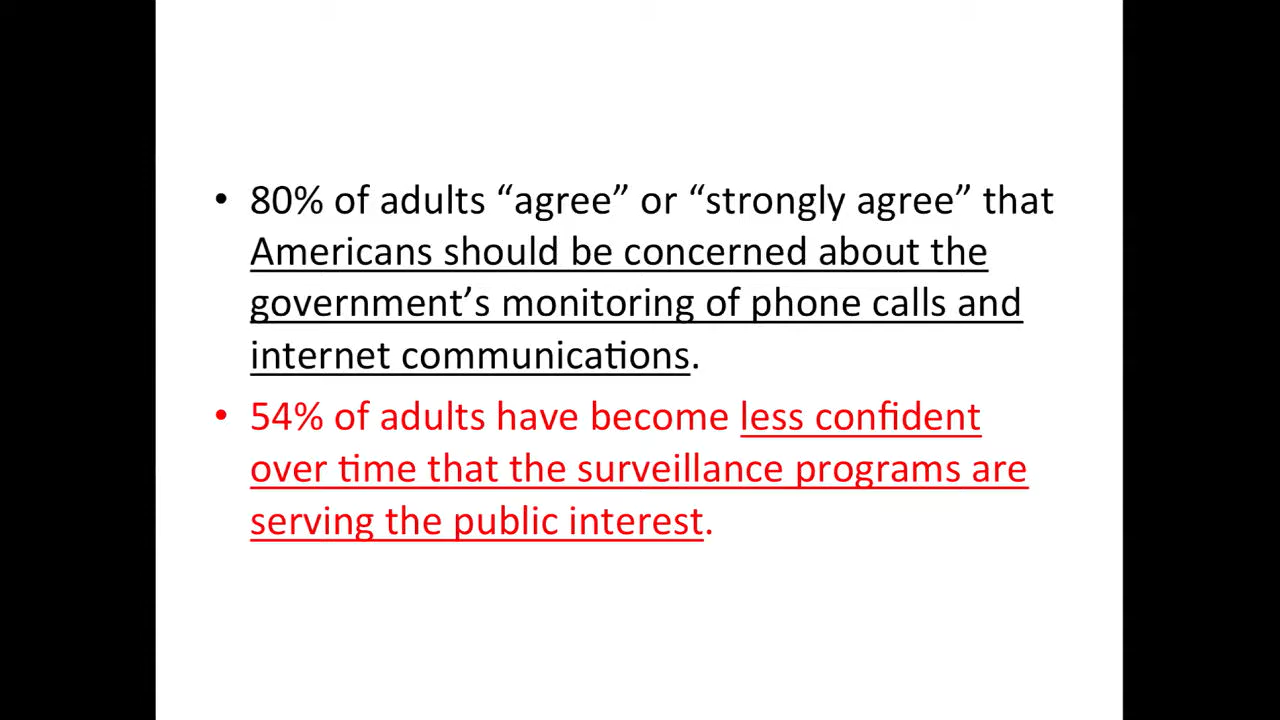 • 80% of adults “agree” or “strongly agree” that
Americans should be concerned about the
government’s monitoring of phone calls and
internet communications.
• 54% of adults have become less confident
over time that the surveillance programs are
serving the public interest.